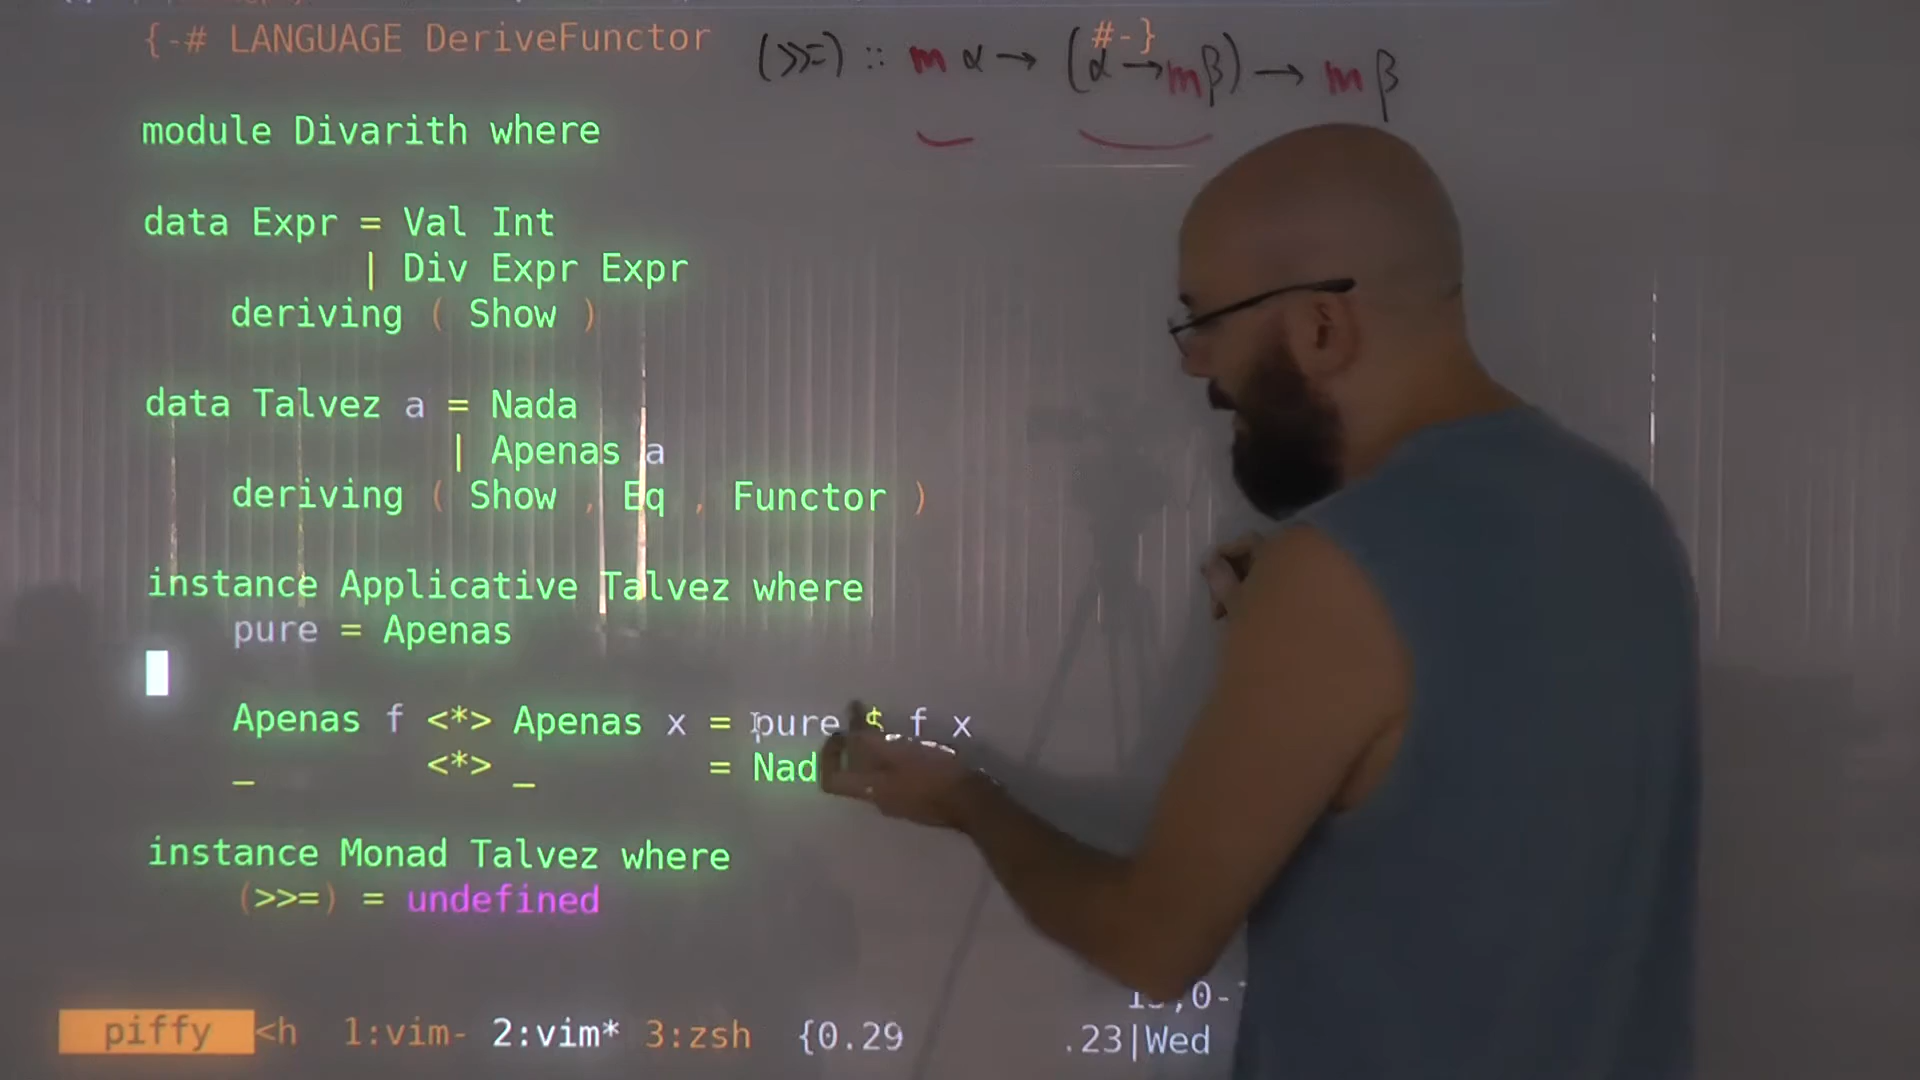 {-# LANGUAGE DeriveFunctor #-}
(>>=) :: m α → (α → m β) → m β
module Divarith where
data Expr = Val Int
| Div Expr Expr
deriving ( Show )
data Talvez a = Nada
| Apenas a
deriving ( Show , Eq , Functor )
instance Applicative Talvez where
pure = Apenas
Apenas f <*> Apenas x = pure $ f x
_ <*> _ = Nad
instance Monad Talvez where
(>>=) = undefined
piffy <h 1:vim- 2:vim* 3:zsh {0.29 .23|Wed